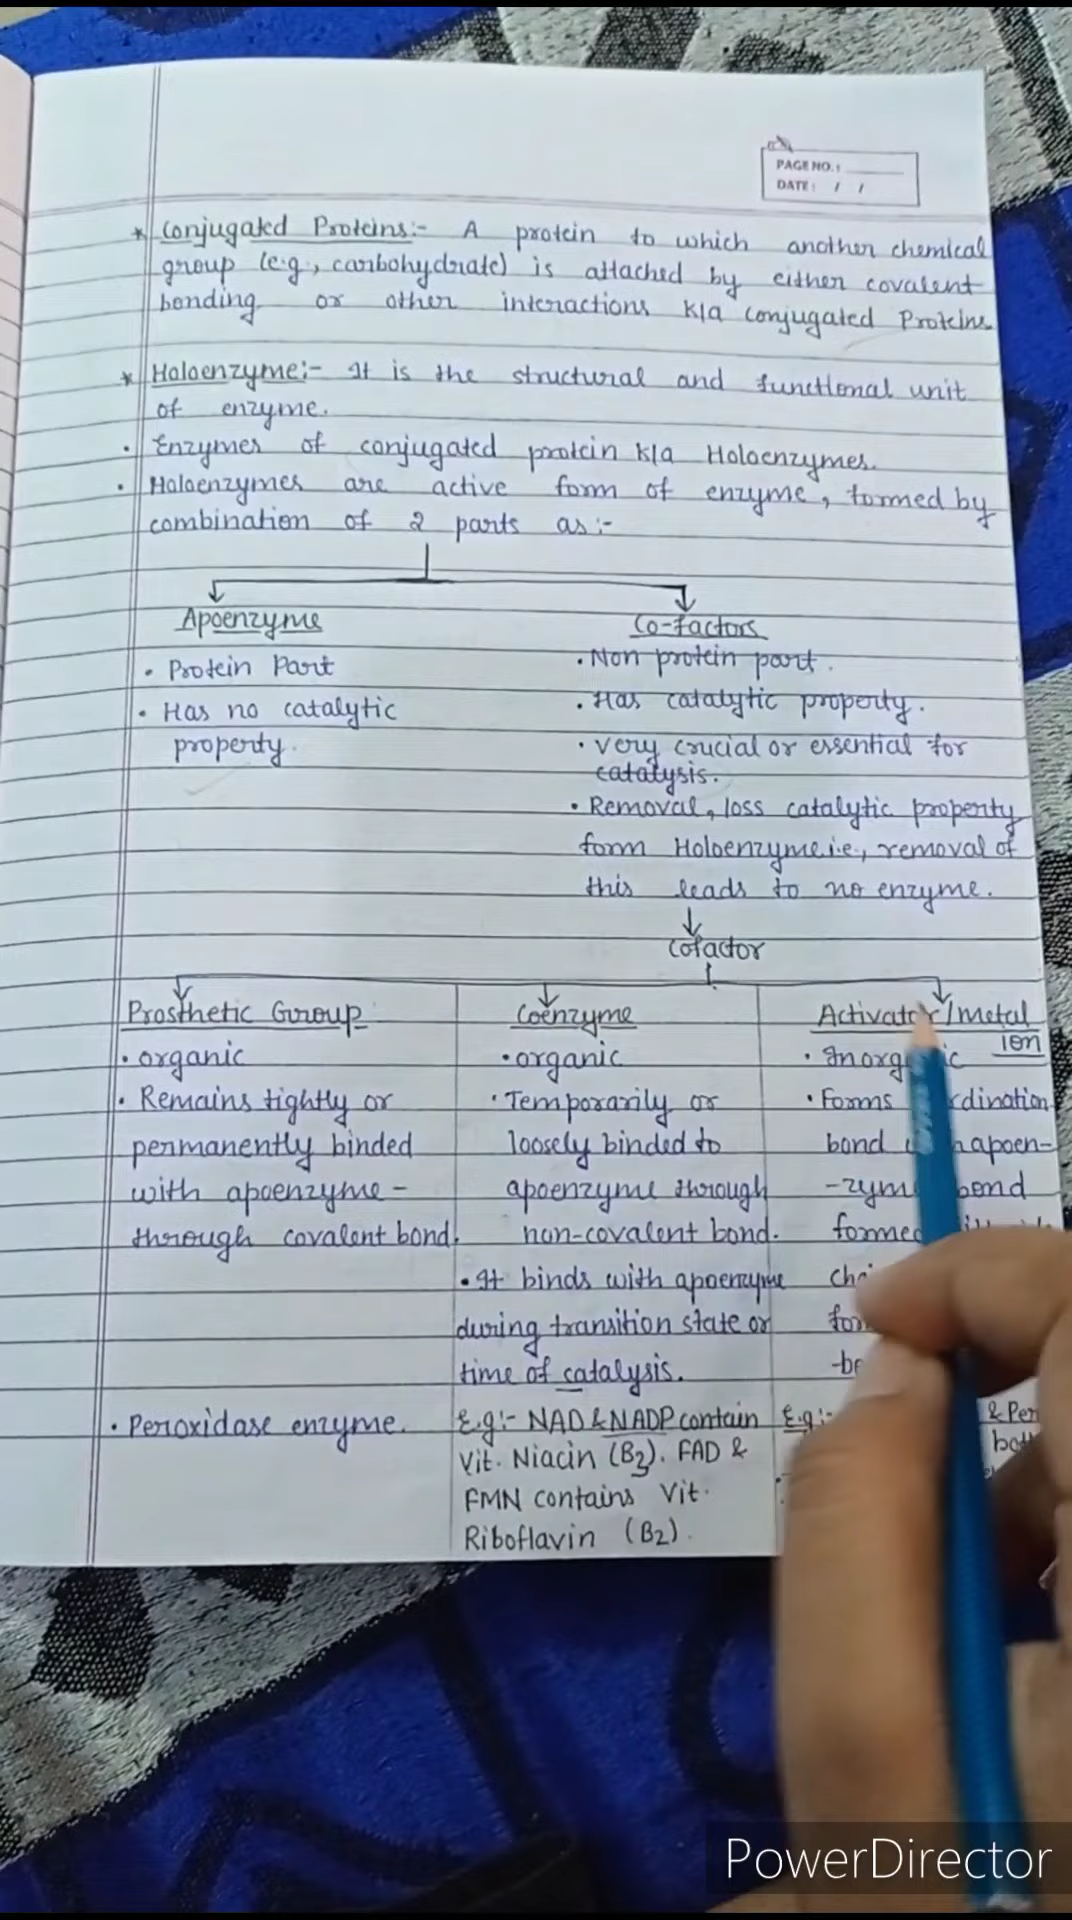 PAGE NO.:
DATE: / /
* Conjugated Proteins:- A protein to which another chemical
group (e.g., carbohydrate) is attached by either covalent
bonding or other interactions K/a Conjugated Proteins.
* Holoenzyme:- It is the structural and functional unit
of enzyme.
• Enzymes of conjugated protein K/a Holoenzymes.
• Holoenzymes are active form of enzyme, formed by
combination of 2 parts as:-
Apoenzyme Co-factors
• Protein Part
• Has no catalytic
property.
• Non protein part.
• Has catalytic property.
• very crucial or essential for
catalysis.
• Removal, loss catalytic property
form Holoenzyme i.e., removal of
this leads to no enzyme.
Cofactor
Prosthetic Group
• organic
• Remains tightly or
permanently binded
with apoenzyme -
through covalent bond.
• Peroxidase enzyme.
Coenzyme
• organic
• Temporarily or
loosely binded to
apoenzyme through
non-covalent bond.
• It binds with apoenzyme
during transition state or
time of catalysis.
E.g:- NAD & NADP contain
Vit. Niacin (B3). FAD &
FMN contains Vit.
Riboflavin (B2).
Activator/Metal
ion
• Forms
bond apoen-
-zyme bond
formed
E.g:- &
PowerDirector